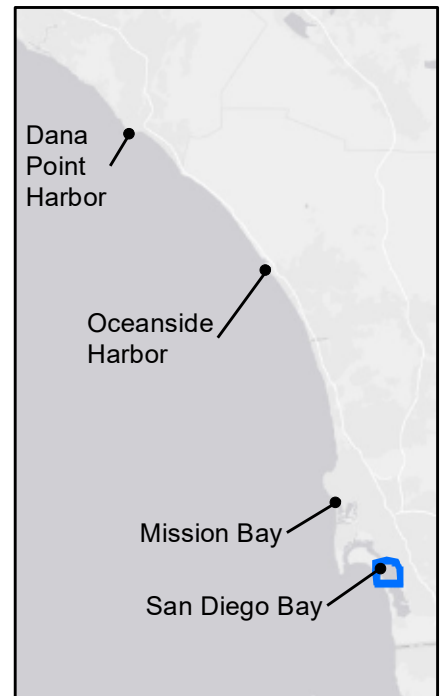 Dana
Point
Harbor
Oceanside
Harbor
Mission Bay
San Diego Bay